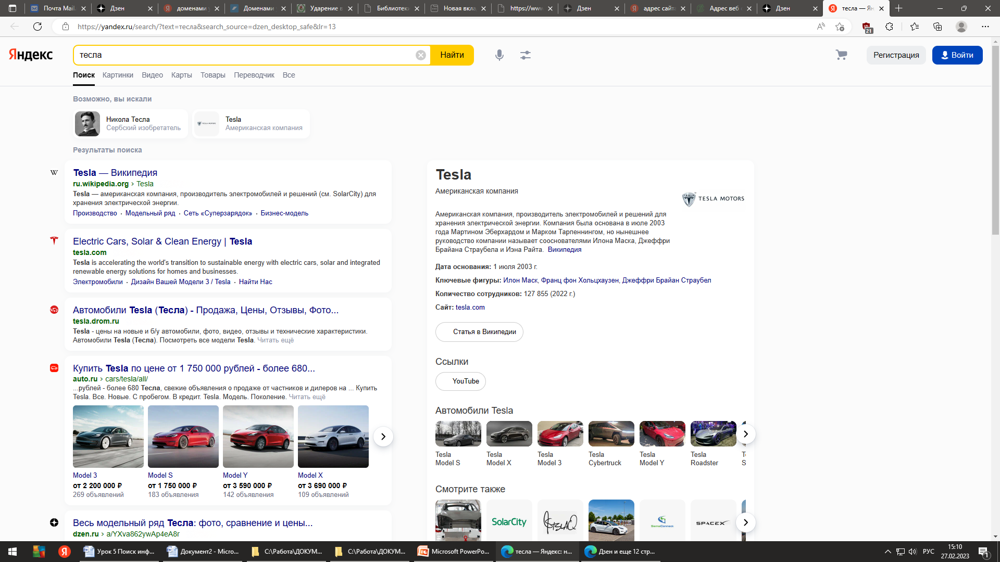 Почта Mail.
Дзен
доменами у
Доменами
Ударение в
Библиотеки
Новая вкла
https://www
Дзен
адрес сайта
Адрес веб
Дзен
тесла — Ян
https://yandex.ru/search/?text=тесла&search_source=dzen_desktop_safe&lr=13
21
Яндекс
тесла
Найти
Регистрация
Войти
Поиск Картинки Видео Карты Товары Переводчик Все
Возможно, вы искали
Никола Тесла
Сербский изобретатель
Tesla
Американская компания
Результаты поиска
Tesla — Википедия
ru.wikipedia.org › Tesla
Tesla — американская компания, производитель электромобилей и решений (см. SolarCity) для
хранения электрической энергии.
Производство · Модельный ряд · Сеть «Суперзарядок» · Бизнес-модель
Electric Cars, Solar & Clean Energy | Tesla
tesla.com
Tesla is accelerating the world's transition to sustainable energy with electric cars, solar and integrated
renewable energy solutions for homes and businesses.
Электромобили · Дизайн Вашей Модели 3 / Tesla · Найти Нас
Автомобили Tesla (Тесла) - Продажа, Цены, Отзывы, Фото...
tesla.drom.ru
Tesla - цены на новые и б/у автомобили, фото, видео, отзывы и технические характеристики.
Автомобили Tesla (Тесла). Посмотреть все модели Tesla. Читать ещё
Купить Tesla по цене от 1 750 000 рублей - более 680...
auto.ru › cars/tesla/all/
...рублей - более 680 Тесла, свежие объявления о продаже от частников и дилеров на ... Купить
Tesla. Все. Новые. С пробегом. В кредит. Tesla. Модель. Поколение. Читать ещё
Model 3
от 2 200 000 ₽
269 объявлений
Model S
от 1 750 000 ₽
183 объявления
Model Y
от 3 590 000 ₽
142 объявления
Model X
от 3 690 000 ₽
109 объявлений
Весь модельный ряд Тесла: фото, сравнение и цены...
dzen.ru › a/YXva862ywAp4eA8r
Tesla
Американская компания
TESLA MOTORS
Американская компания, производитель электромобилей и решений для
хранения электрической энергии. Компания была основана в июле 2003
года Мартином Эберхардом и Марком Тарпеннингом, но нынешнее
руководство компании называет сооснователями Илона Маска, Джеффри
Брайана Страубела и Иэна Райта. Википедия
Дата основания: 1 июля 2003 г.
Ключевые фигуры: Илон Маск, Франц фон Хольцхаузен, Джеффри Брайан Страубел
Количество сотрудников: 127 855 (2022 г.)
Сайт: tesla.com
Статья в Википедии
Ссылки
YouTube
Автомобили Tesla
Tesla
Model S
Tesla
Model X
Tesla
Model 3
Tesla
Cybertruck
Tesla
Model Y
Tesla
Roadster
Смотрите также
SolarCity
SPACEX
Урок 5 Поиск инф...
Документ2 - Micro...
C:\Работа\ДОКУМ...
C:\Работа\ДОКУМ...
Microsoft PowerPo...
тесла — Яндекс: н...
Дзен и еще 12 стр...
РУС
15:10
27.02.2023
1